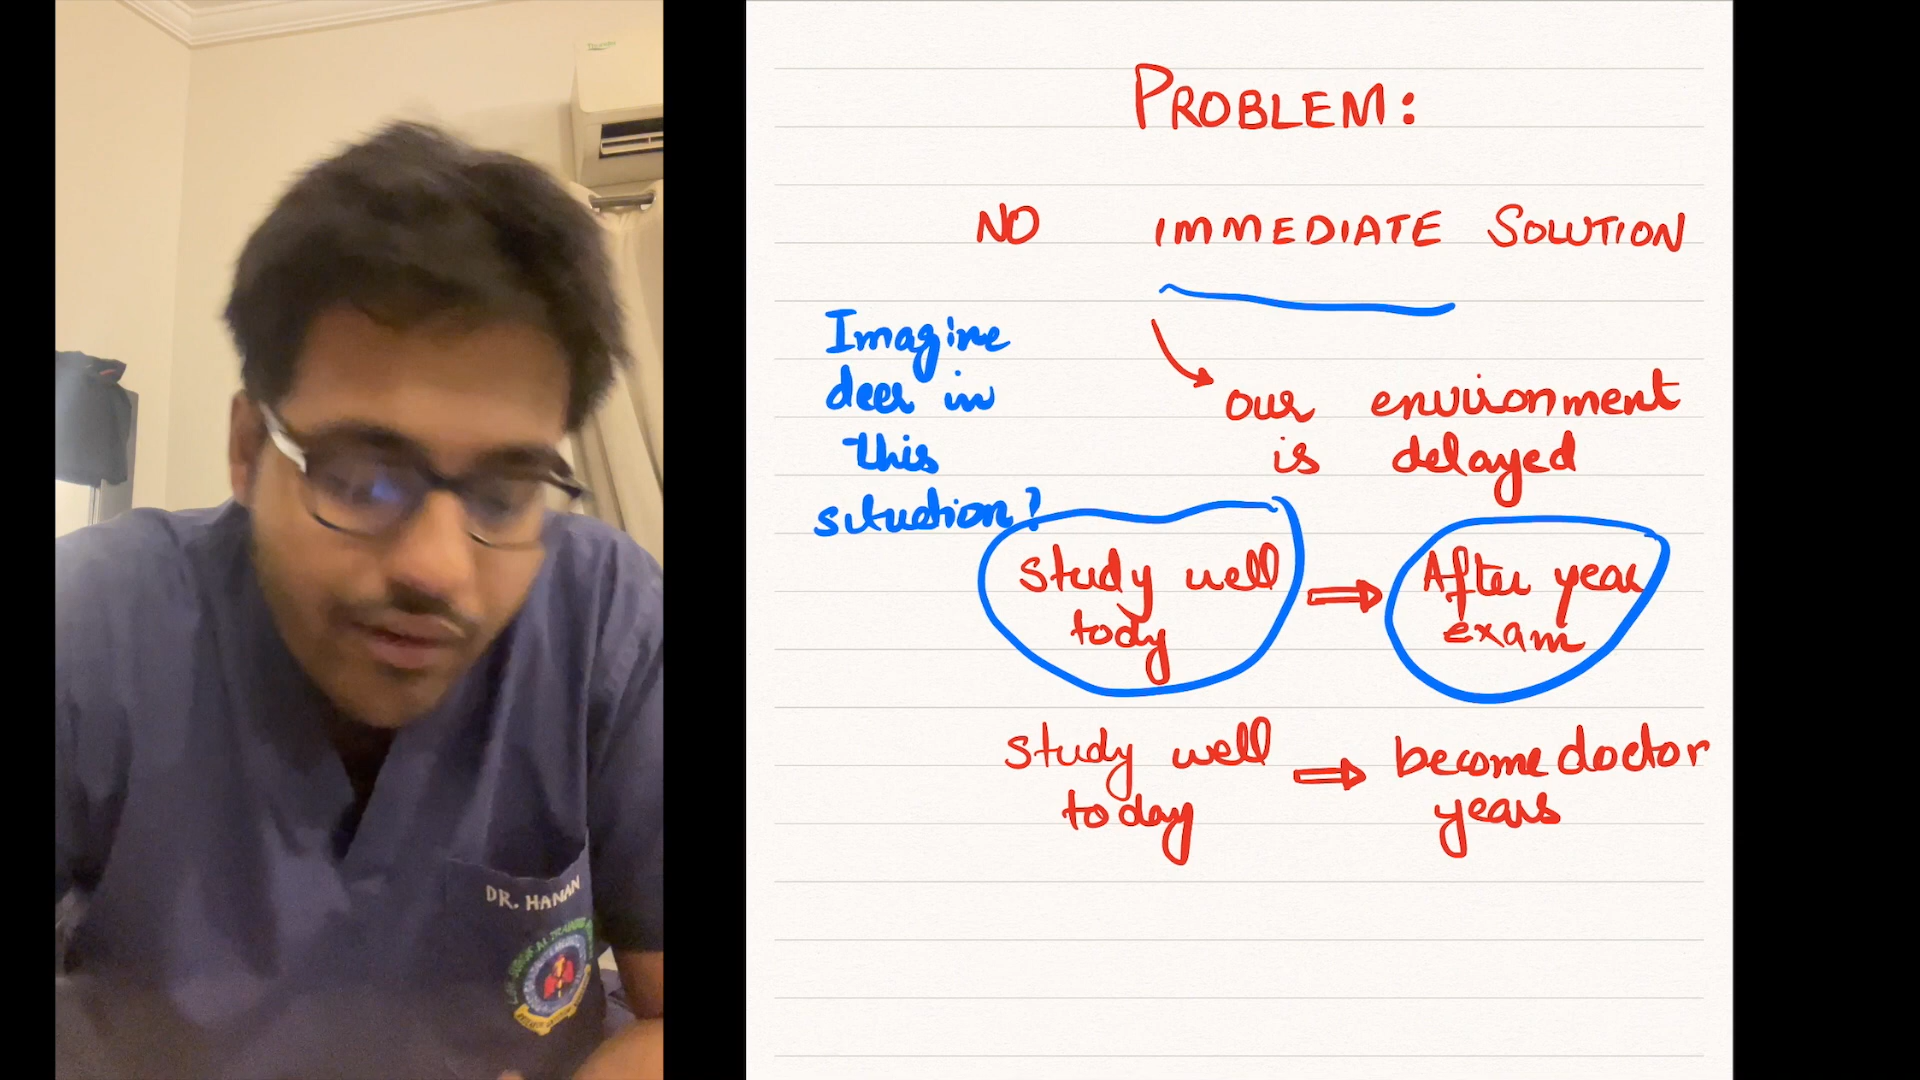 PROBLEM:
NO IMMEDIATE SOLUTION
Imagine
deer in
this
situation?
our environment
is delayed
Study well
tody
After year
exam
Study well
today
become doctor
years
DR. HANAN